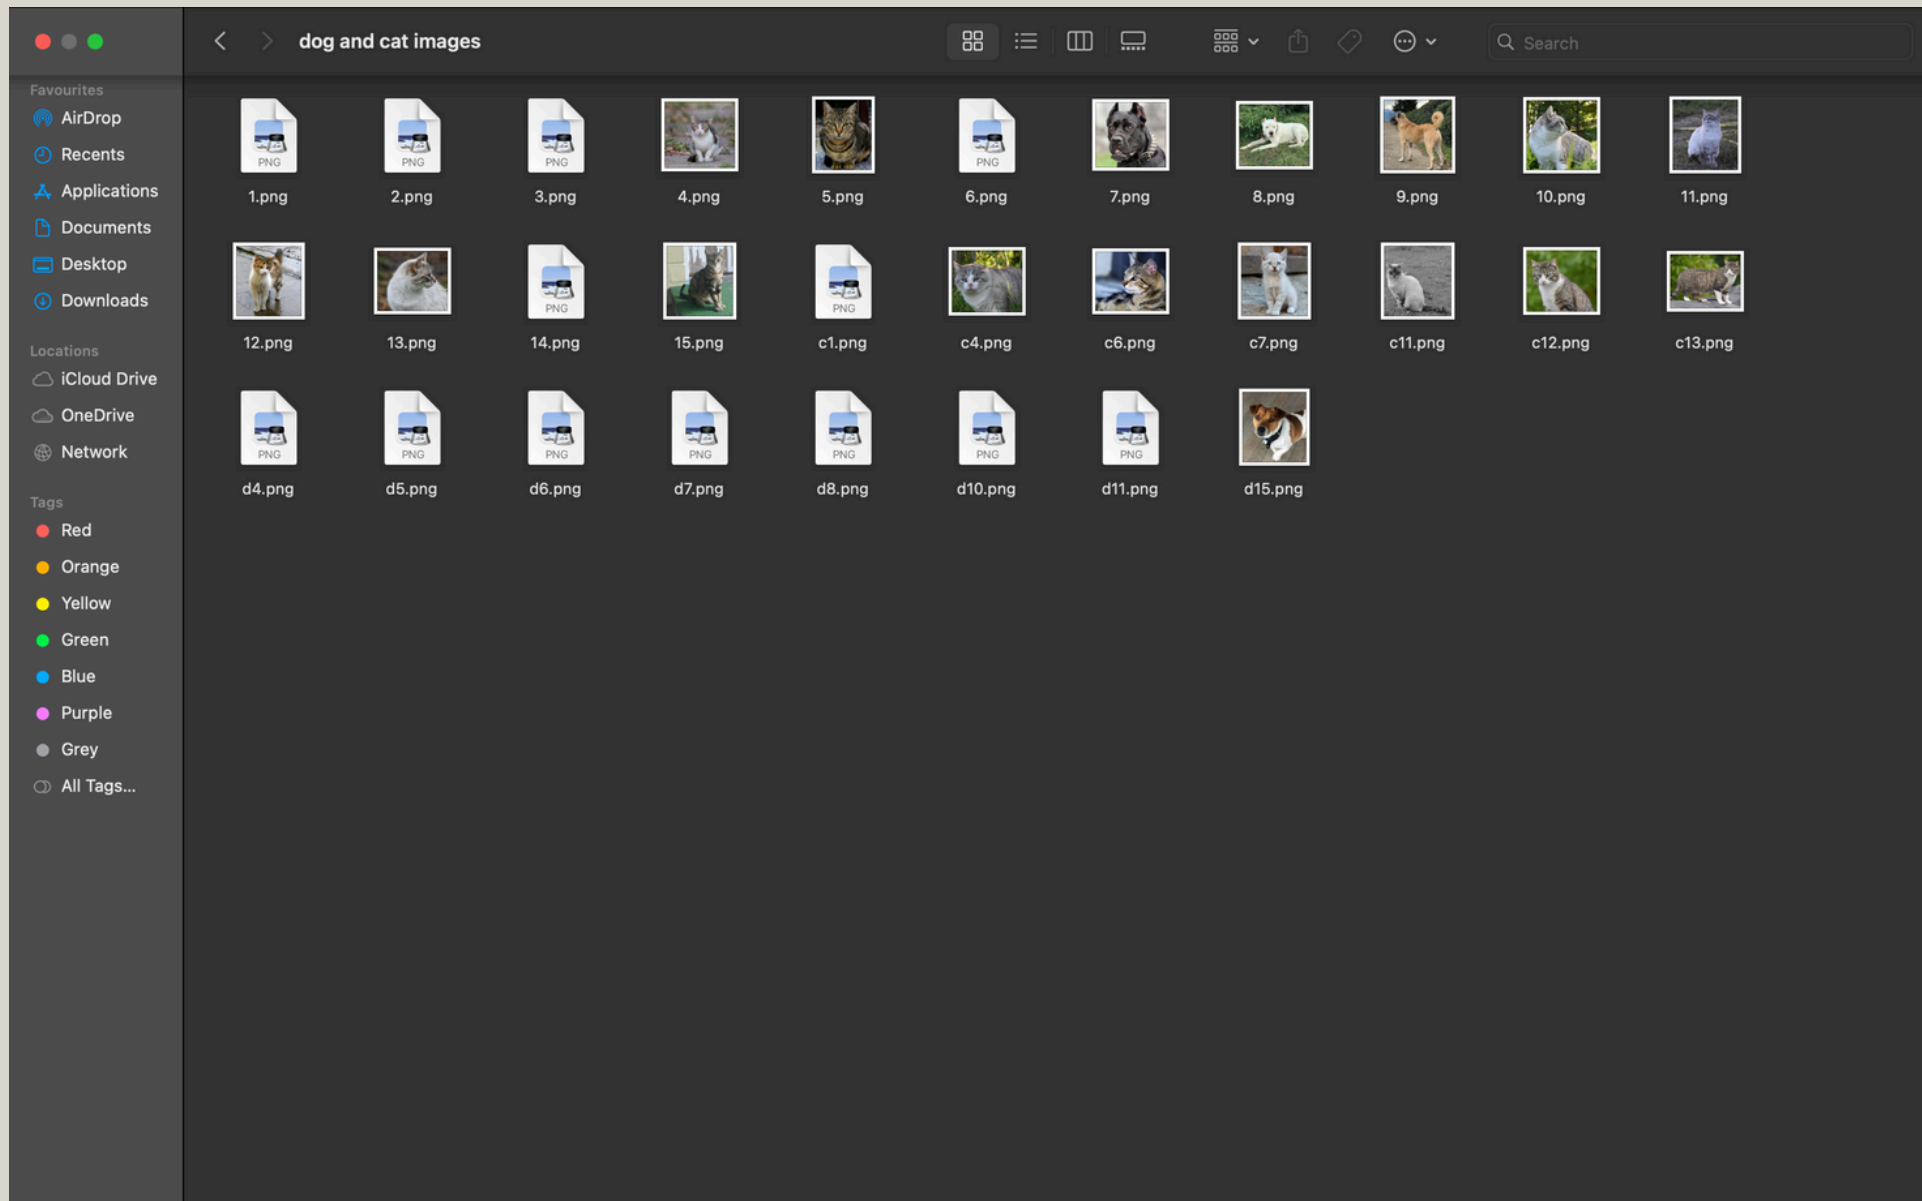 dog and cat images
Search
Favourites
AirDrop
Recents
Applications
Documents
Desktop
Downloads
Locations
iCloud Drive
OneDrive
Network
Tags
Red
Orange
Yellow
Green
Blue
Purple
Grey
All Tags...
PNG PNG PNG PNG
1.png 2.png 3.png 4.png 5.png 6.png 7.png 8.png 9.png 10.png 11.png
PNG PNG
12.png 13.png 14.png 15.png c1.png c4.png c6.png c7.png c11.png c12.png c13.png
PNG PNG PNG PNG PNG PNG PNG
d4.png d5.png d6.png d7.png d8.png d10.png d11.png d15.png